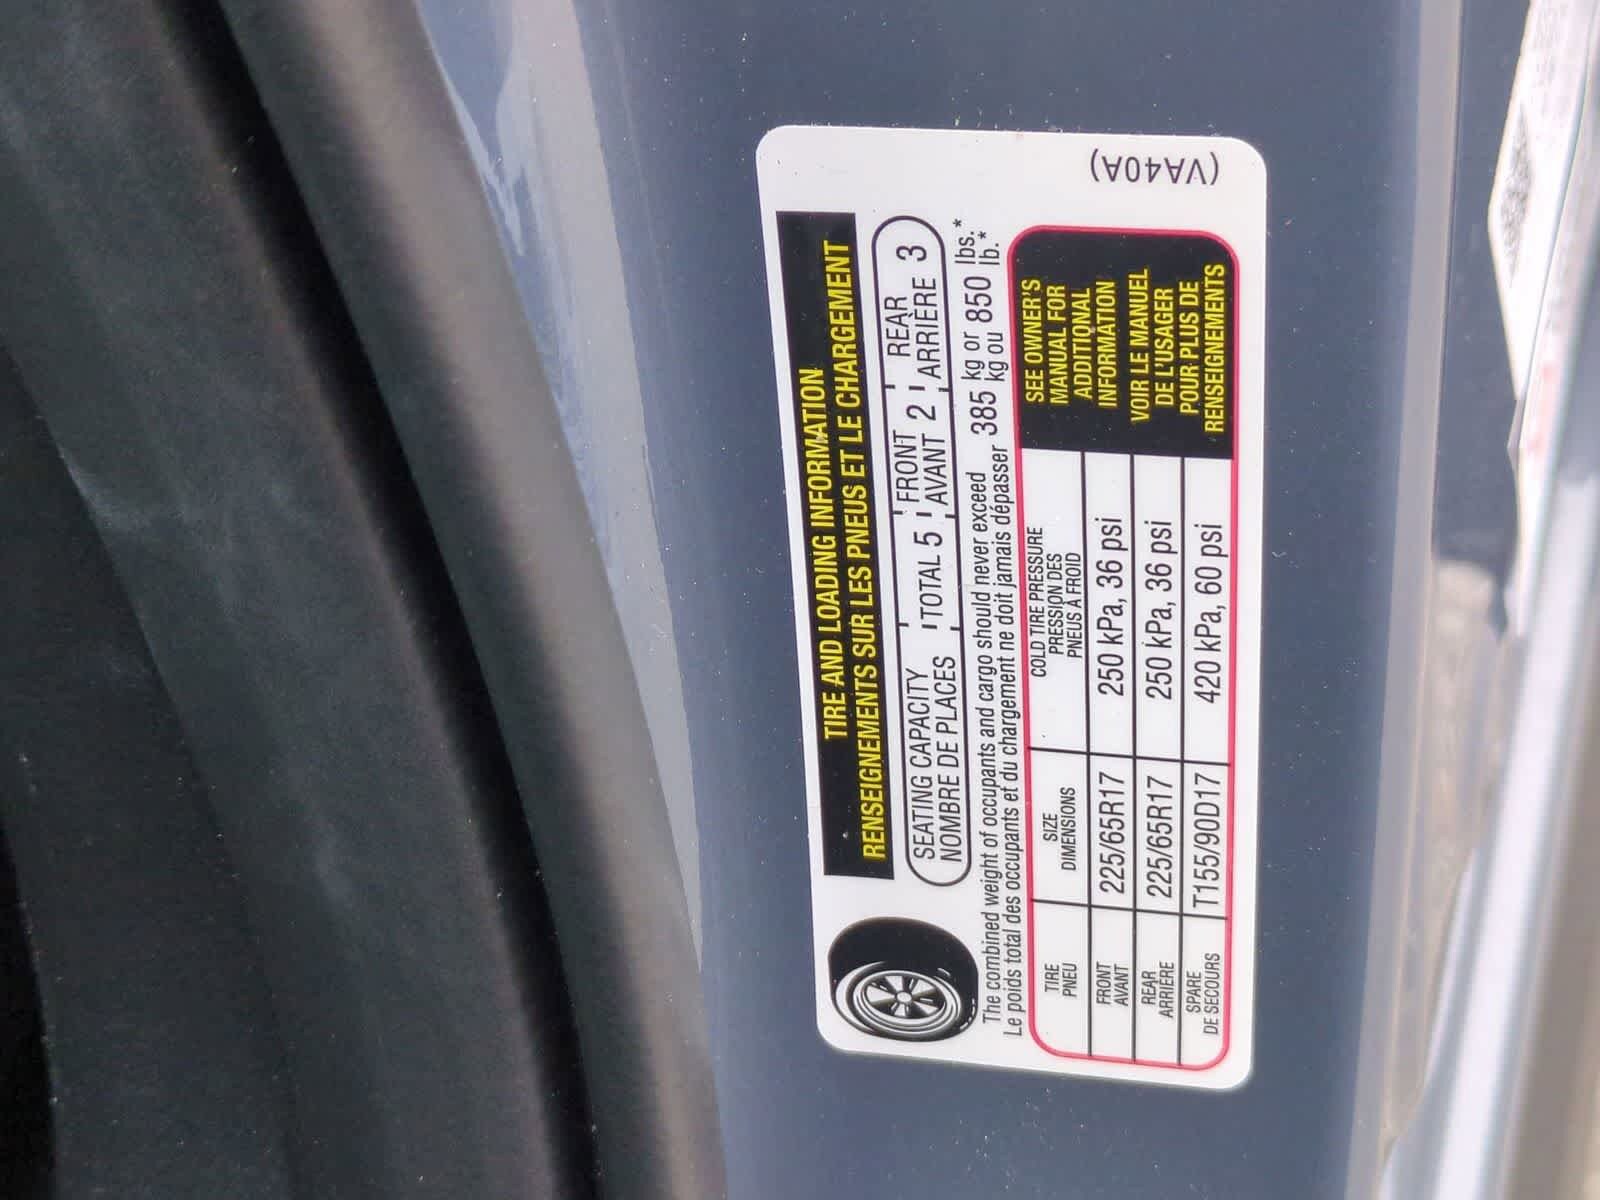 TIRE AND LOADING INFORMATION
RENSEIGNEMENTS SUR LES PNEUS ET LE CHARGEMENT
SEATING CAPACITY
NOMBRE DE PLACES
TOTAL 5
FRONT
AVANT 2
REAR
ARRIÈRE 3
The combined weight of occupants and cargo should never exceed 385 kg or 850 lbs.*
Le poids total des occupants et du chargement ne doit jamais dépasser kg ou lb.*
TIRE
PNEU
SIZE
DIMENSIONS
COLD TIRE PRESSURE
PRESSION DES
PNEUS À FROID
FRONT
AVANT
225/65R17
250 kPa, 36 psi
REAR
ARRIERE
225/65R17
250 kPa, 36 psi
SPARE
DE SECOURS
T155/90D17
420 kPa, 60 psi
SEE OWNER'S
MANUAL FOR
ADDITIONAL
INFORMATION
VOIR LE MANUEL
DE L'USAGER
POUR PLUS DE
RENSEIGNEMENTS
(VA40A)